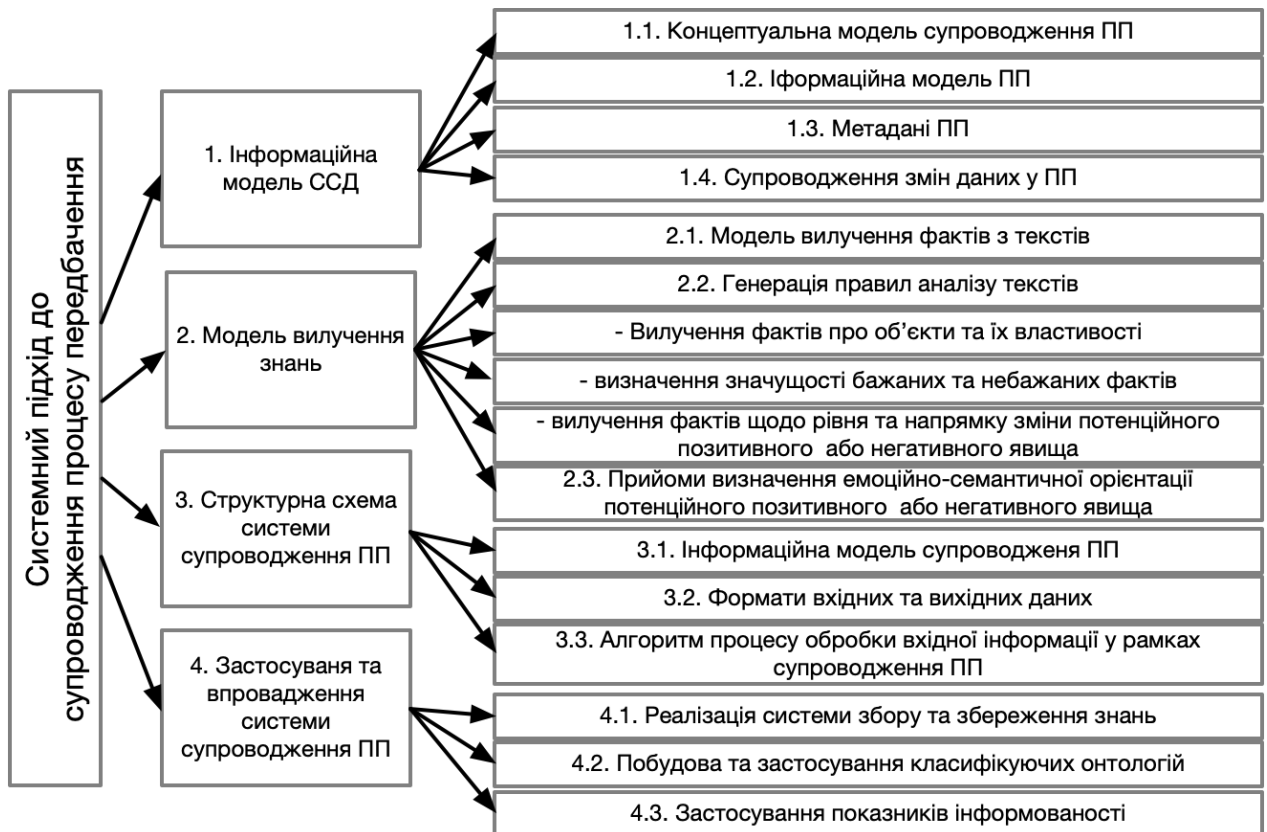 Системний підхід до
супроводження процесу передбачення
1. Інформаційна
модель ССД
1.1. Концептуальна модель супроводження ПП
1.2. Іформаційна модель ПП
1.3. Метадані ПП
1.4. Супроводження змін даних у ПП
2. Модель вилучення
знань
2.1. Модель вилучення фактів з текстів
2.2. Генерація правил аналізу текстів
- Вилучення фактів про об’єкти та їх властивості
- визначення значущості бажаних та небажаних фактів
- вилучення фактів щодо рівня та напрямку зміни потенційного
позитивного або негативного явища
2.3. Прийоми визначення емоційно-семантичної орієнтації
потенційного позитивного або негативного явища
3. Структурна схема
системи
супроводження ПП
3.1. Інформаційна модель супроводженя ПП
3.2. Формати вхідних та вихідних даних
3.3. Алгоритм процесу обробки вхідної інформації у рамках
супроводження ПП
4. Застосуваня та
впровадження
системи
супроводження ПП
4.1. Реалізація системи збору та збереження знань
4.2. Побудова та застосування класифікуючих онтологій
4.3. Застосування показників інформованості